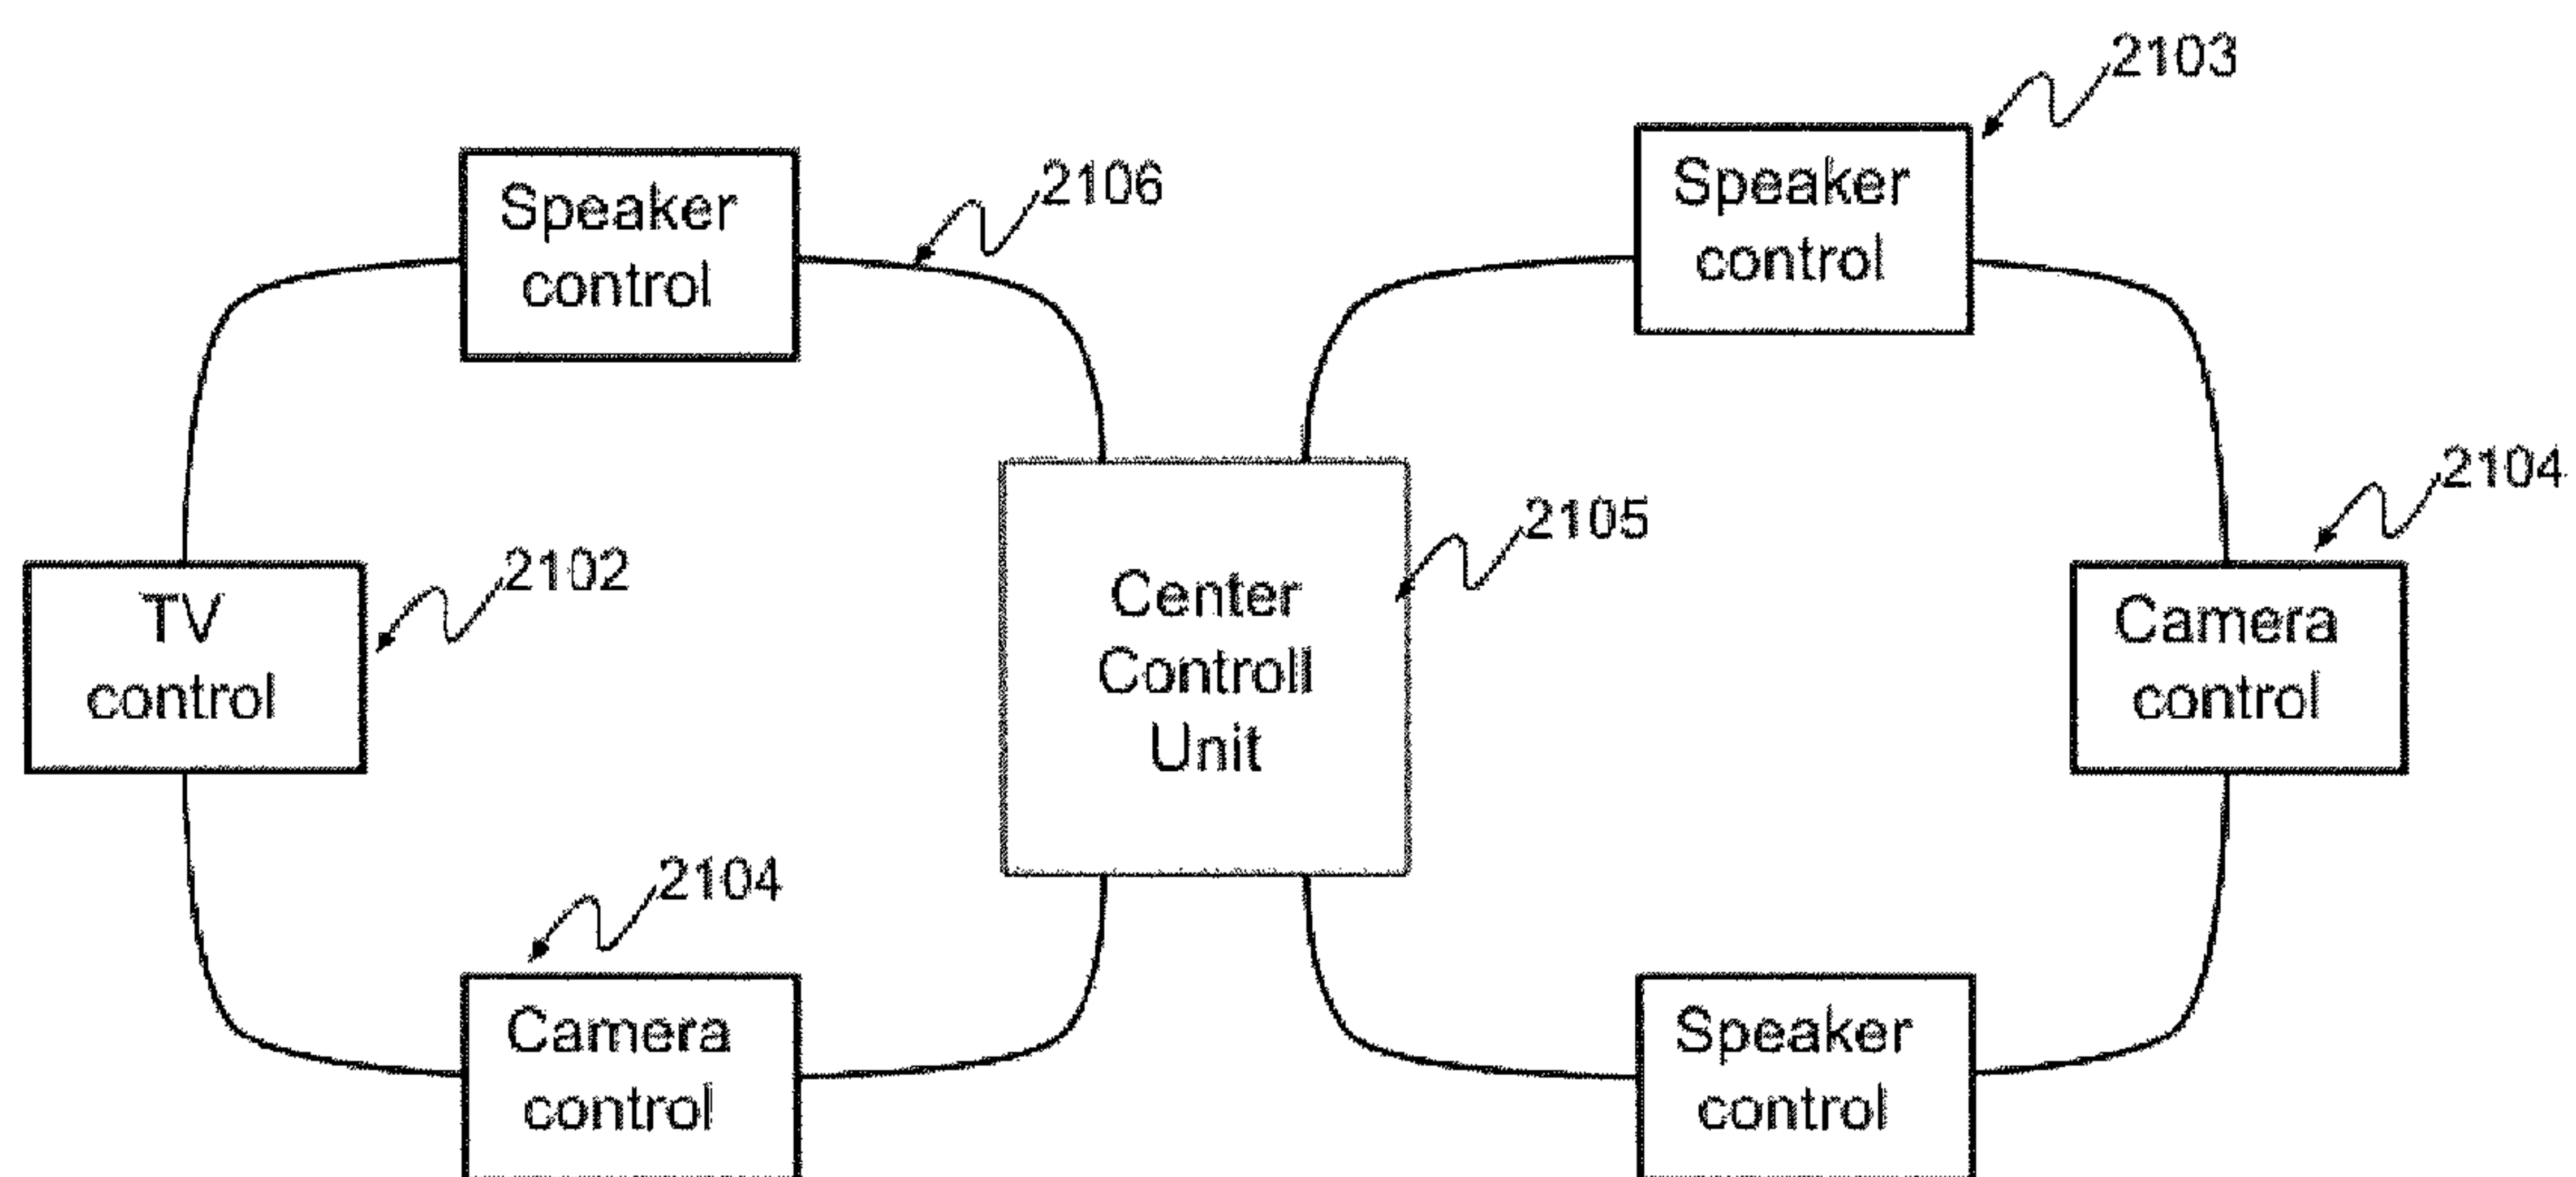 2103
Speaker
control
2106
Speaker
control
2104
2105
2102
Center
Controll
Unit
TV
control
Camera
control
2104
Camera
control
Speaker
control